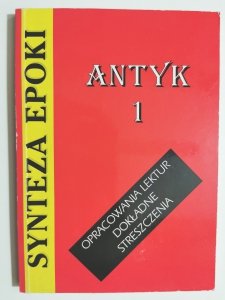 SYNTEZA EPOKI
ANTYK
1
OPRACOWANIA LEKTUR
DOKŁADNE
STRESZCZENIA